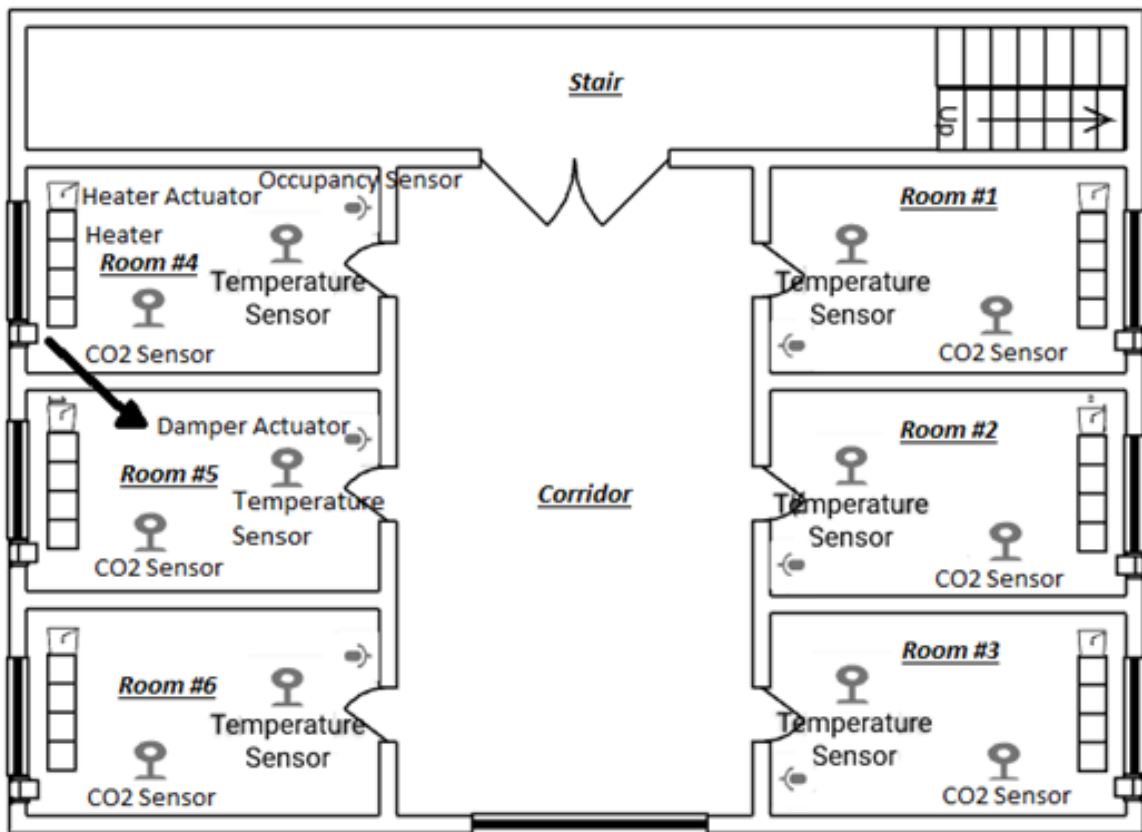 Stair
Up
Occupancy Sensor
Heater Actuator
Heater
Room #4
Temperature
Sensor
CO2 Sensor
Room #1
Temperature
Sensor
CO2 Sensor
Damper Actuator
Room #5
Temperature
Sensor
CO2 Sensor
Corridor
Room #2
Temperature
Sensor
CO2 Sensor
Room #6
Temperature
Sensor
CO2 Sensor
Room #3
Temperature
Sensor
CO2 Sensor